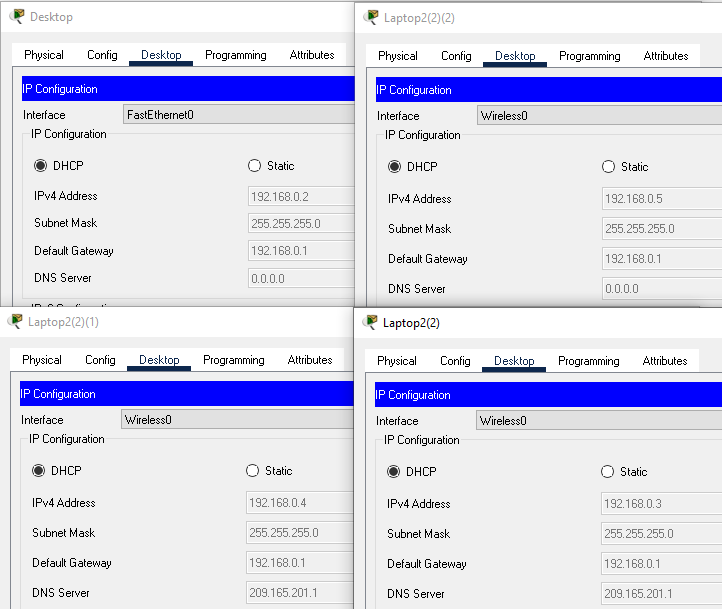 Desktop
Physical Config Desktop Programming Attributes
IP Configuration
Interface FastEthernet0
IP Configuration
DHCP Static
IPv4 Address 192.168.0.2
Subnet Mask 255.255.255.0
Default Gateway 192.168.0.1
DNS Server 0.0.0.0
Laptop2(2)(2)
Physical Config Desktop Programming Attributes
IP Configuration
Interface Wireless0
IP Configuration
DHCP Static
IPv4 Address 192.168.0.5
Subnet Mask 255.255.255.0
Default Gateway 192.168.0.1
DNS Server 0.0.0.0
Laptop2(2)(1)
Physical Config Desktop Programming Attributes
IP Configuration
Interface Wireless0
IP Configuration
DHCP Static
IPv4 Address 192.168.0.4
Subnet Mask 255.255.255.0
Default Gateway 192.168.0.1
DNS Server 209.165.201.1
Laptop2(2)
Physical Config Desktop Programming Attributes
IP Configuration
Interface Wireless0
IP Configuration
DHCP Static
IPv4 Address 192.168.0.3
Subnet Mask 255.255.255.0
Default Gateway 192.168.0.1
DNS Server 209.165.201.1